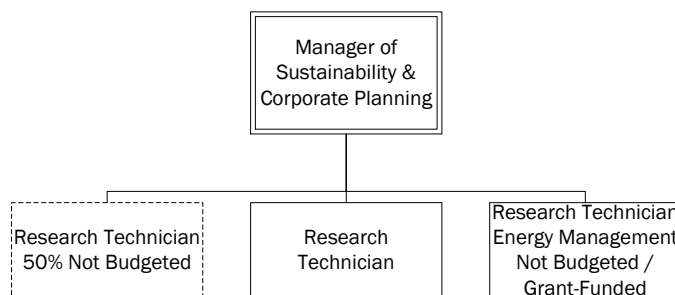 Manager of
Sustainability &
Corporate Planning
Research Technician
50% Not Budgeted
Research
Technician
Research Technician
Energy Management
Not Budgeted /
Grant-Funded